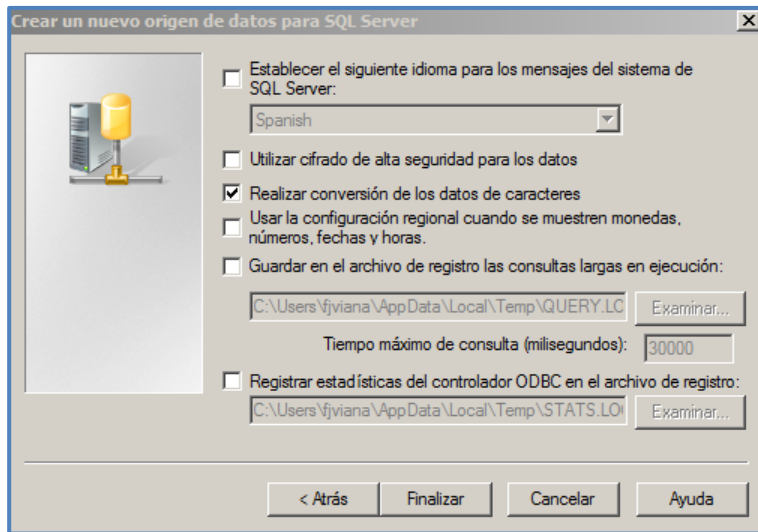 Crear un nuevo origen de datos para SQL Server
Establecer el siguiente idioma para los mensajes del sistema de
SQL Server:
Spanish
Utilizar cifrado de alta seguridad para los datos
Realizar conversión de los datos de caracteres
Usar la configuración regional cuando se muestren monedas,
números, fechas y horas.
Guardar en el archivo de registro las consultas largas en ejecución:
C:\Users\fjviana\AppData\Local\Temp\QUERY.LO Examinar...
Tiempo máximo de consulta (milisegundos): 30000
Registrar estadísticas del controlador ODBC en el archivo de registro:
C:\Users\fjviana\AppData\Local\Temp\STATS.LO Examinar...
< Atrás Finalizar Cancelar Ayuda